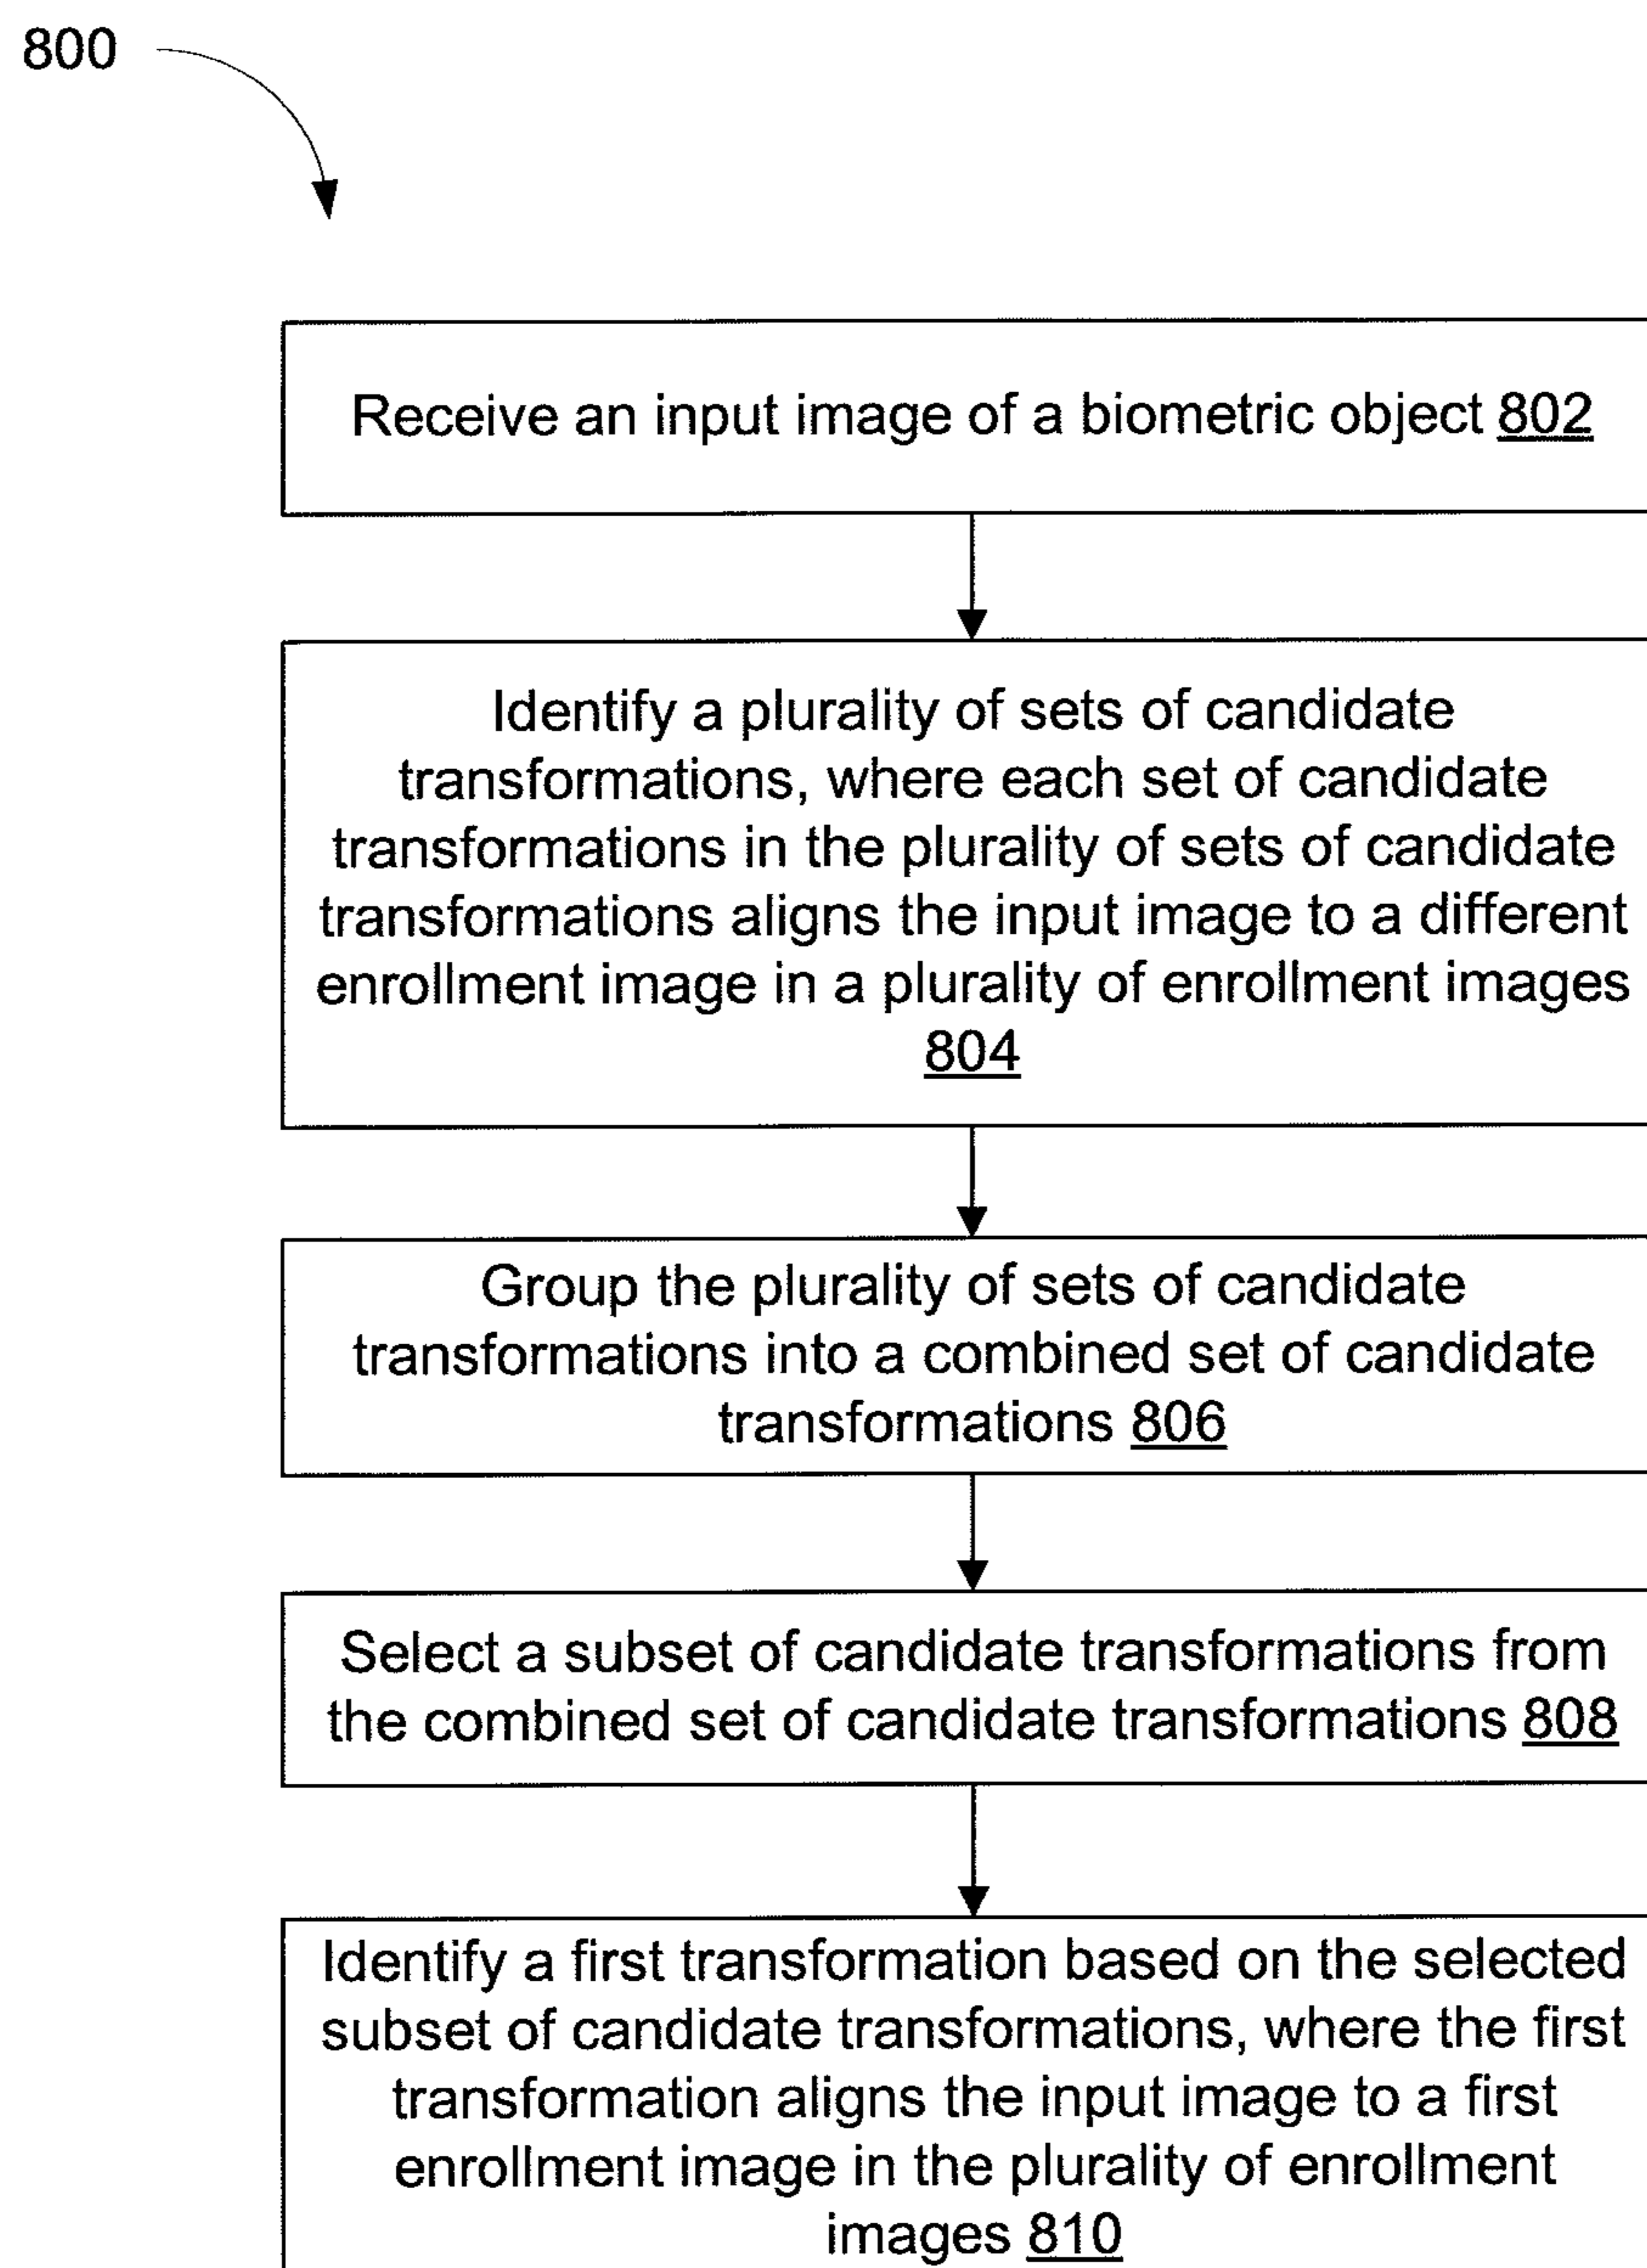 800
Receive an input image of a biometric object 802
Identify a plurality of sets of candidate
transformations, where each set of candidate
transformations in the plurality of sets of candidate
transformations aligns the input image to a different
enrollment image in a plurality of enrollment images
804
Group the plurality of sets of candidate
transformations into a combined set of candidate
transformations 806
Select a subset of candidate transformations from
the combined set of candidate transformations 808
Identify a first transformation based on the selected
subset of candidate transformations, where the first
transformation aligns the input image to a first
enrollment image in the plurality of enrollment
images 810